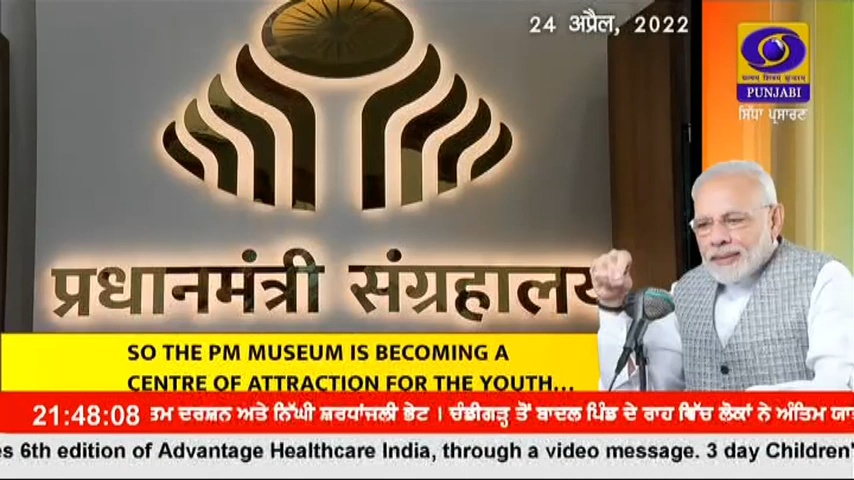 24 अप्रैल, 2022
PUNJABI
ਸਿੱਧਾ ਪ੍ਰਸਾਰਣ
प्रधानमंत्री संग्रहालय
SO THE PM MUSEUM IS BECOMING A
CENTRE OF ATTRACTION FOR THE YOUTH...
21:48:08 ਤਮ ਦਰਸ਼ਨ ਅਤੇ ਨਿੱਘੀ ਸ਼ਰਧਾਂਜਲੀ ਭੇਟ । ਚੰਡੀਗੜ੍ਹ ਤੋਂ ਬਾਦਲ ਪਿੰਡ ਦੇ ਰਾਹ ਵਿੱਚ ਲੋਕਾਂ ਨੇ ਅੰਤਿਮ ਯਾਤ
es 6th edition of Advantage Healthcare India, through a video message. 3 day Children'